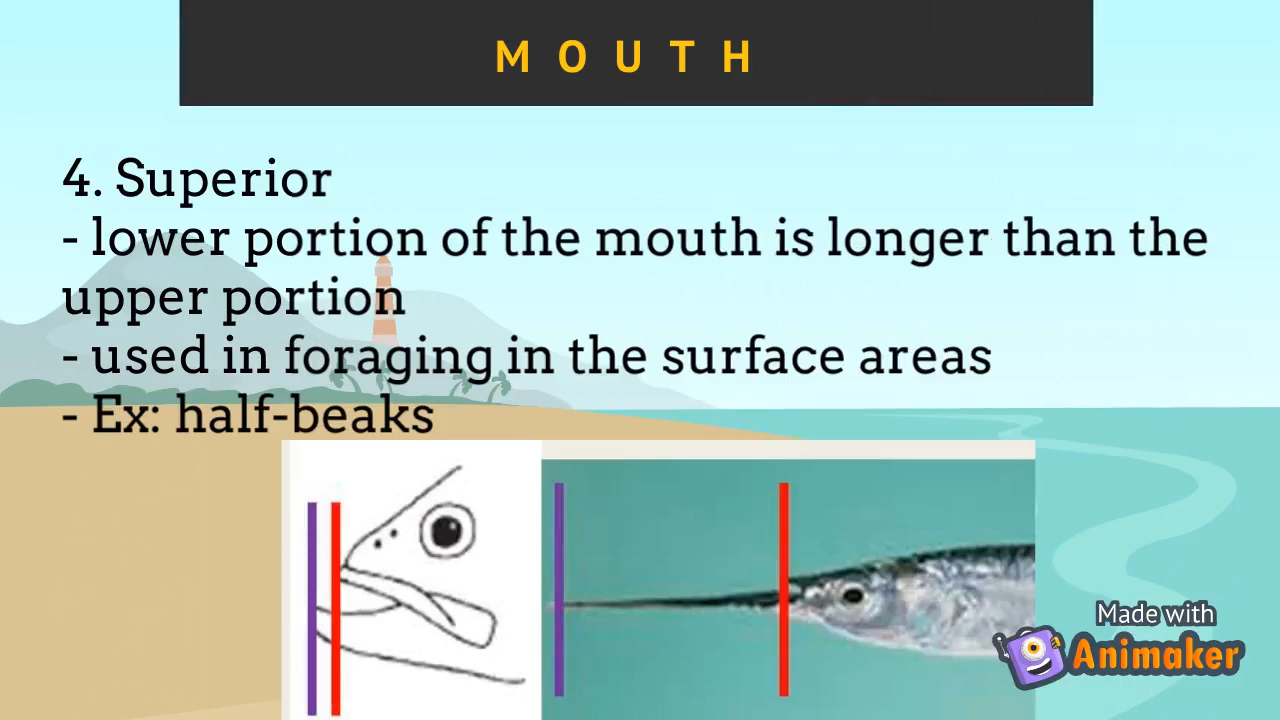 MOUTH
4. Superior
- lower portion of the mouth is longer than the
upper portion
- used in foraging in the surface areas
- Ex: half-beaks
Made with
Animaker